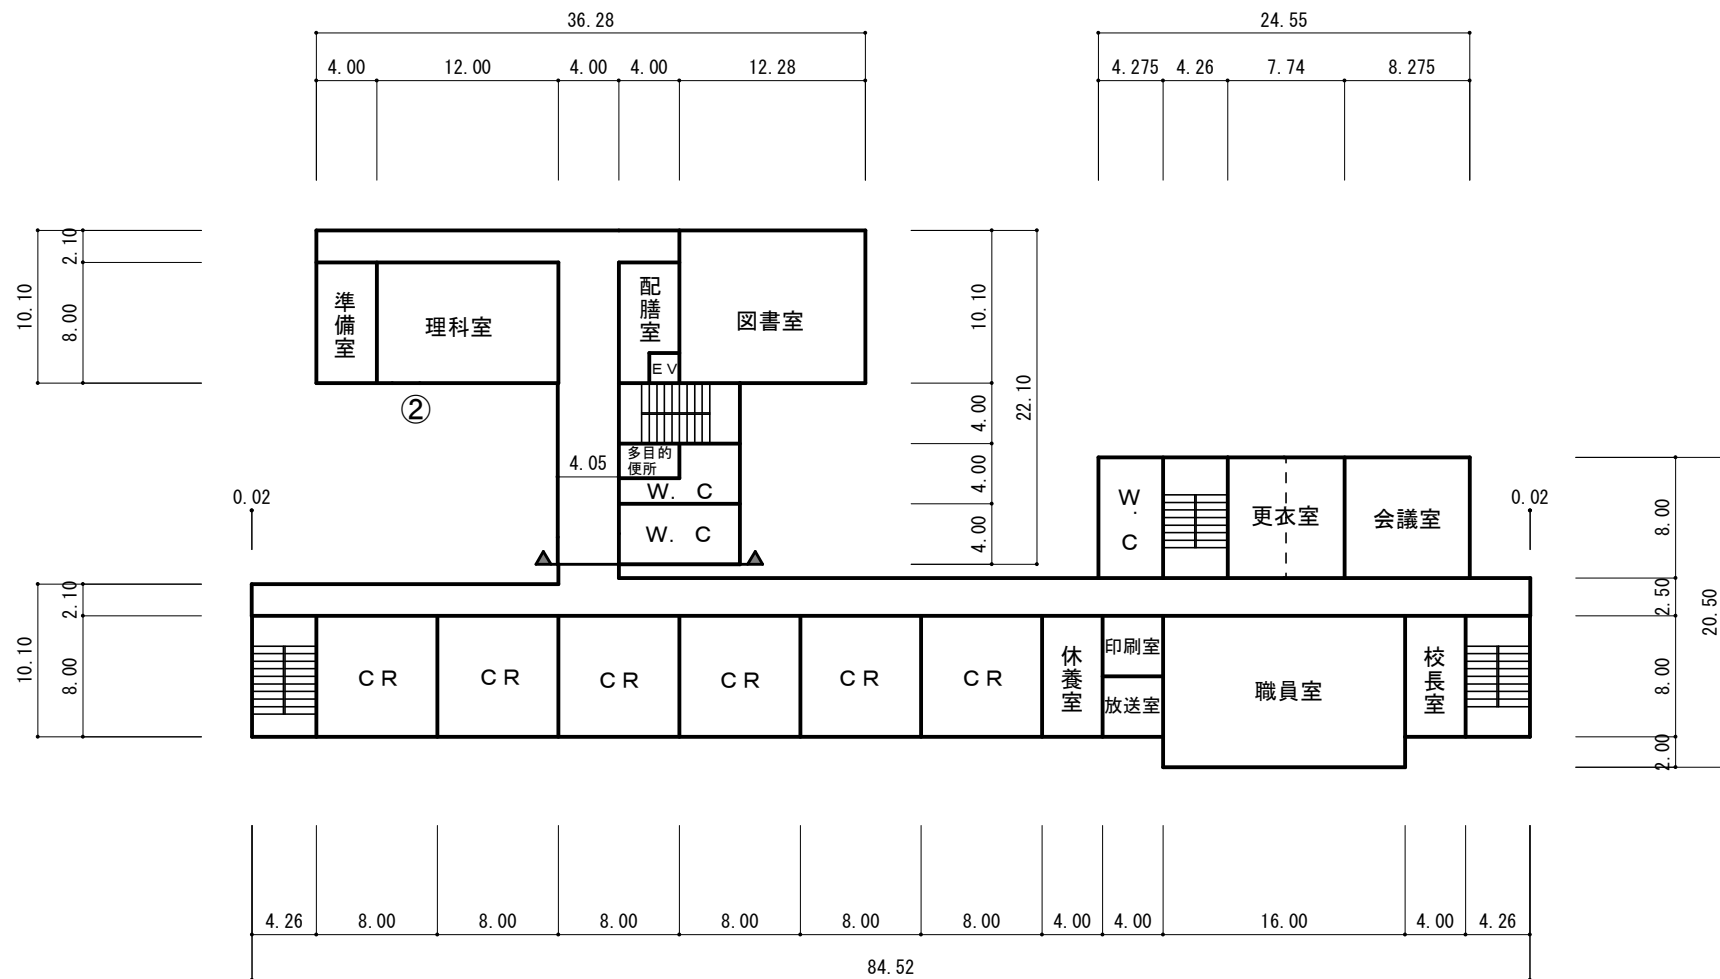 36.28
24.55
4.00 12.00 4.00 4.00 12.28
4.275 4.26 7.74 8.275
10.10
2.10
8.00
準備室
理科室
配膳室
EV
図書室
②
10.10
4.00
4.00
4.00
22.10
多目的
便所
4.05
W. C
W. C
0.02
0.02
W.C
更衣室
会議室
8.00
2.50
8.00
2.00
20.50
10.10
2.10
8.00
CR
CR
CR
CR
CR
CR
休養室
印刷室
放送室
職員室
校長室
4.26 8.00 8.00 8.00 8.00 8.00 8.00 4.00 4.00 16.00 4.00 4.26
84.52